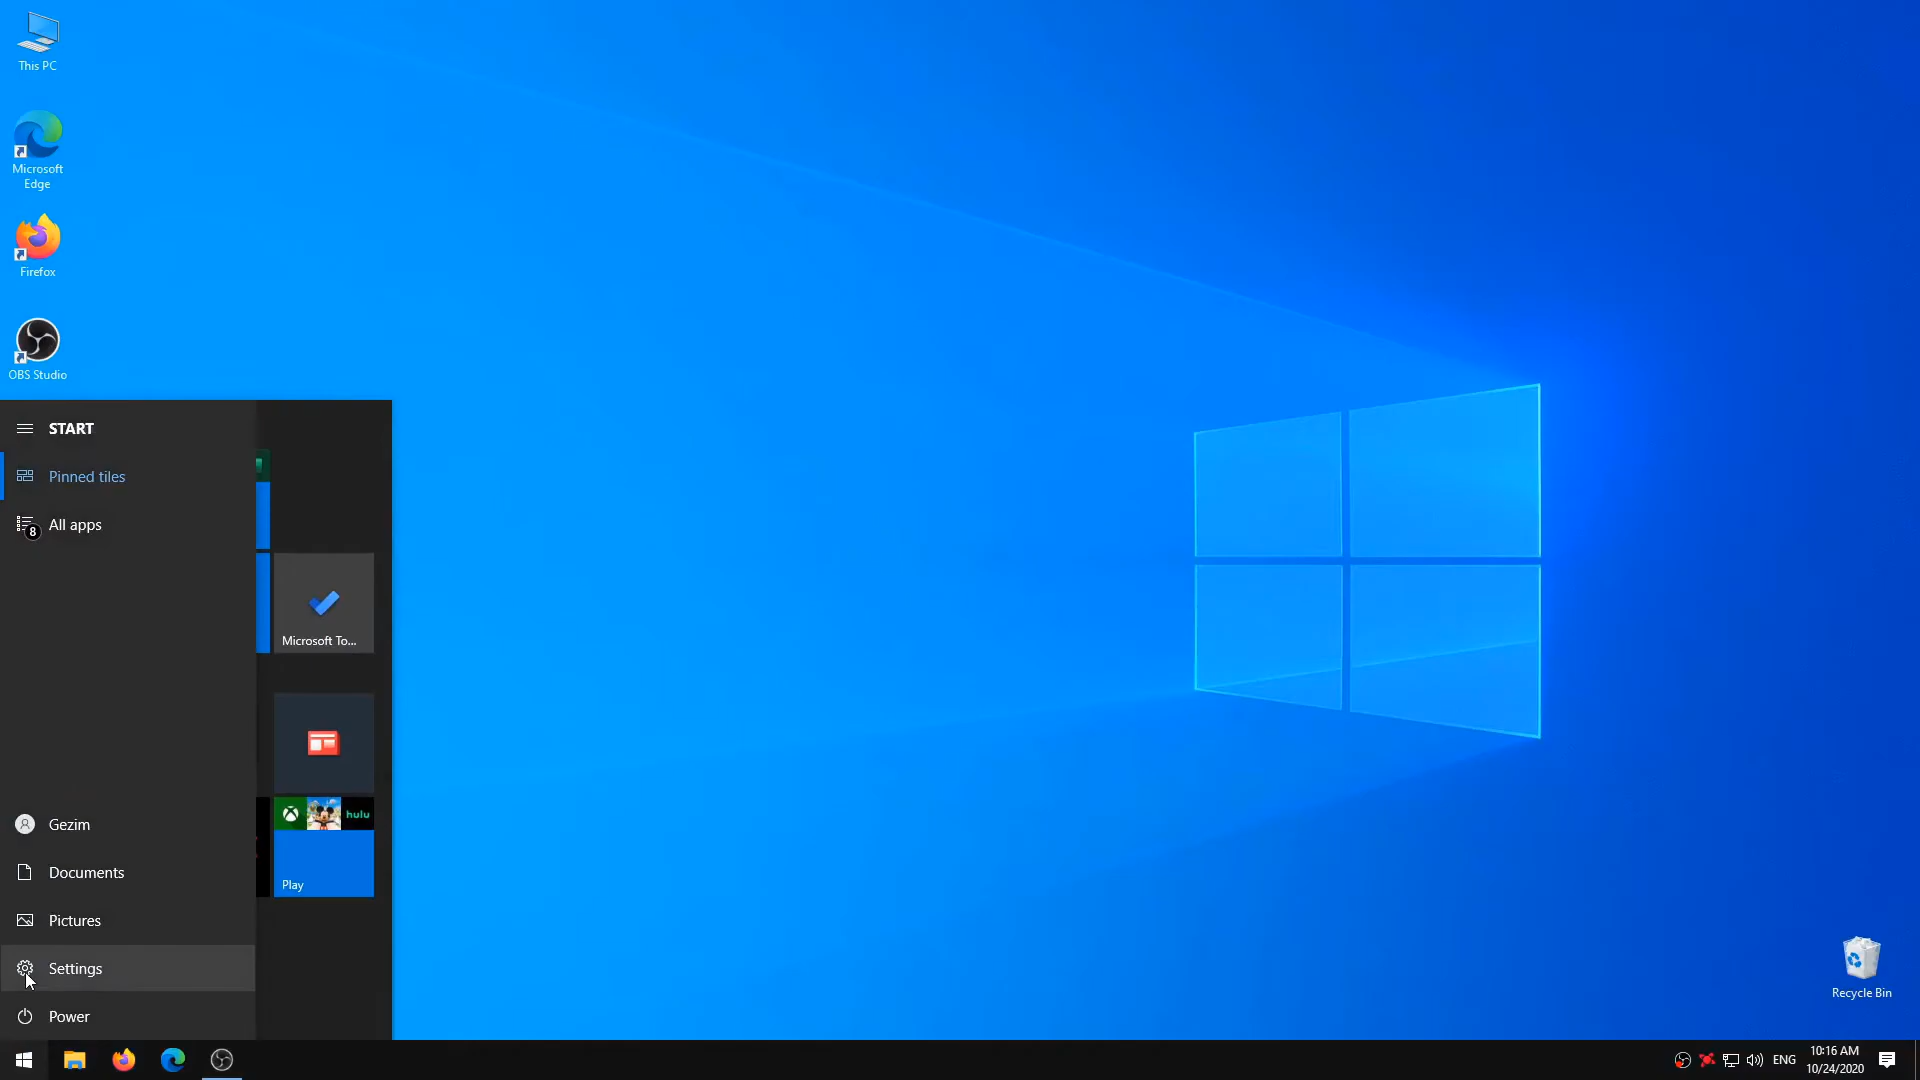 This PC
Microsoft
Edge
Firefox
OBS Studio
START
Pinned tiles
8
All apps
Microsoft To...
Gezim
hulu
Documents
Play
Pictures
Settings
Power
Recycle Bin
ENG
10:16 AM
10/24/2020